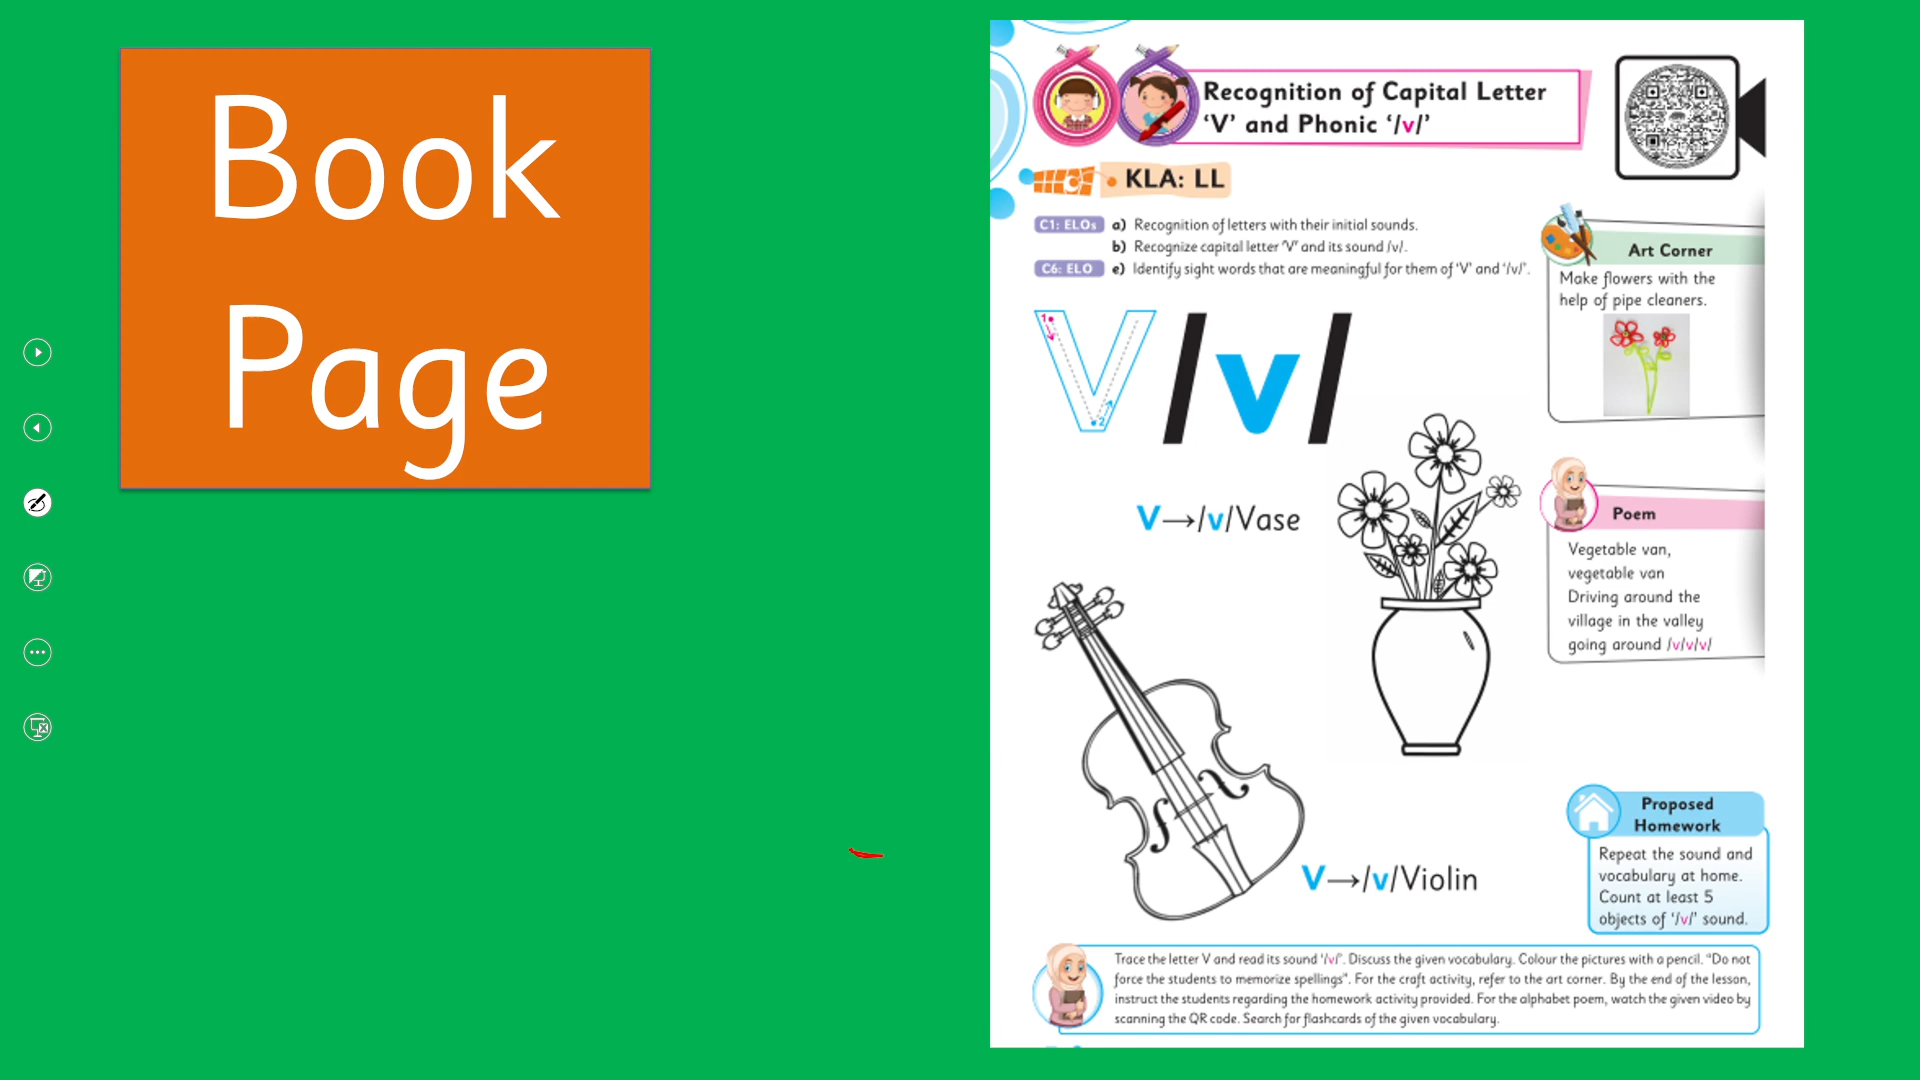 Book
Page
Recognition of Capital Letter
‘V’ and Phonic ‘/v/’
KLA: LL
C1: ELOs a) Recognition of letters with their initial sounds.
b) Recognize capital letter ‘V’ and its sound /v/.
C6: ELO e) Identify sight words that are meaningful for them of ‘V’ and ‘/v/’.
V /v/
1
2
V→/v/Vase
V→/v/Violin
Art Corner
Make flowers with the
help of pipe cleaners.
Poem
Vegetable van,
vegetable van
Driving around the
village in the valley
going around /v/v/v/
Proposed
Homework
Repeat the sound and
vocabulary at home.
Count at least 5
objects of ‘/v/’ sound.
Trace the letter V and read its sound ‘/v/’. Discuss the given vocabulary. Colour the pictures with a pencil. “Do not
force the students to memorize spellings”. For the craft activity, refer to the art corner. By the end of the lesson,
instruct the students regarding the homework activity provided. For the alphabet poem, watch the given video by
scanning the QR code. Search for flashcards of the given vocabulary.